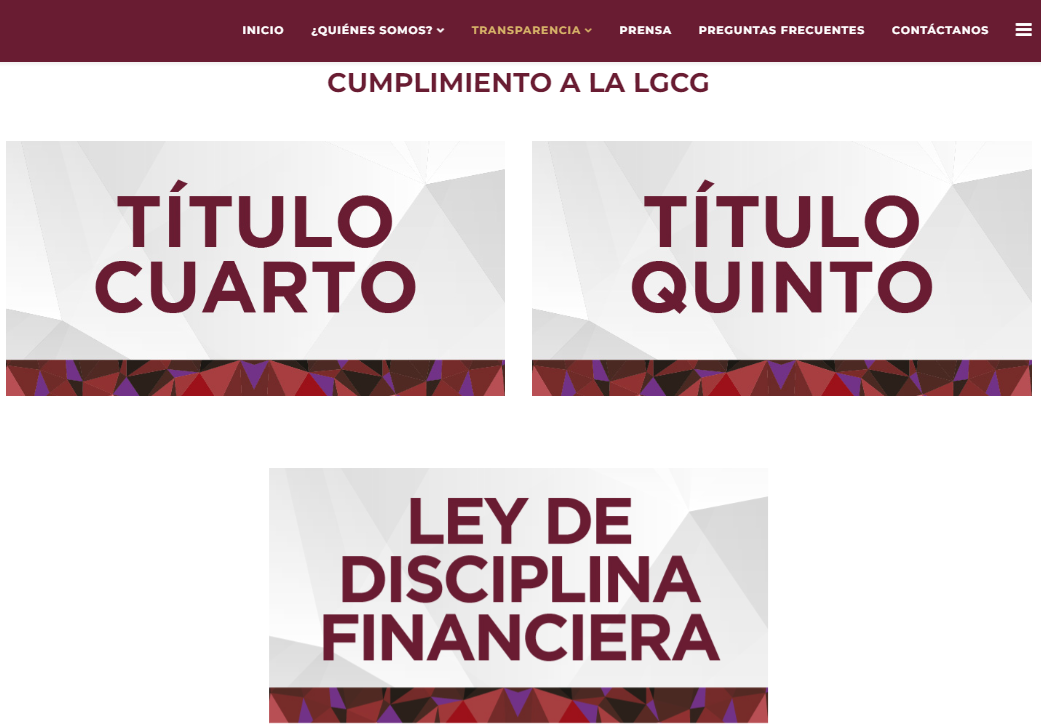 INICIO ¿QUIÉNES SOMOS? TRANSPARENCIA PRENSA PREGUNTAS FRECUENTES CONTÁCTANOS
CUMPLIMIENTO A LA LGCG
TÍTULO
CUARTO
TÍTULO
QUINTO
LEY DE
DISCIPLINA
FINANCIERA